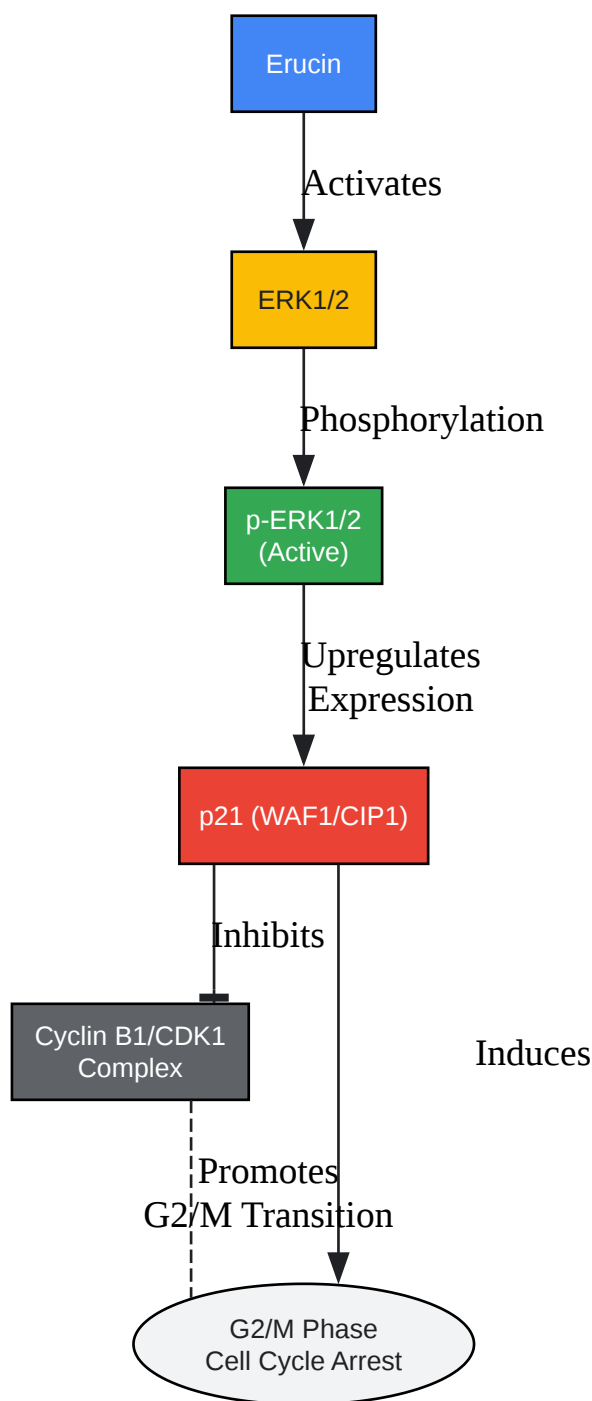 Erucin
Activates
ERK1/2
Phosphorylation
p-ERK1/2
(Active)
Upregulates
Expression
p21 (WAF1/CIP1)
Inhibits
Cyclin B1/CDK1
Complex
Induces
Promotes
G2/M Transition
G2/M Phase
Cell Cycle Arrest